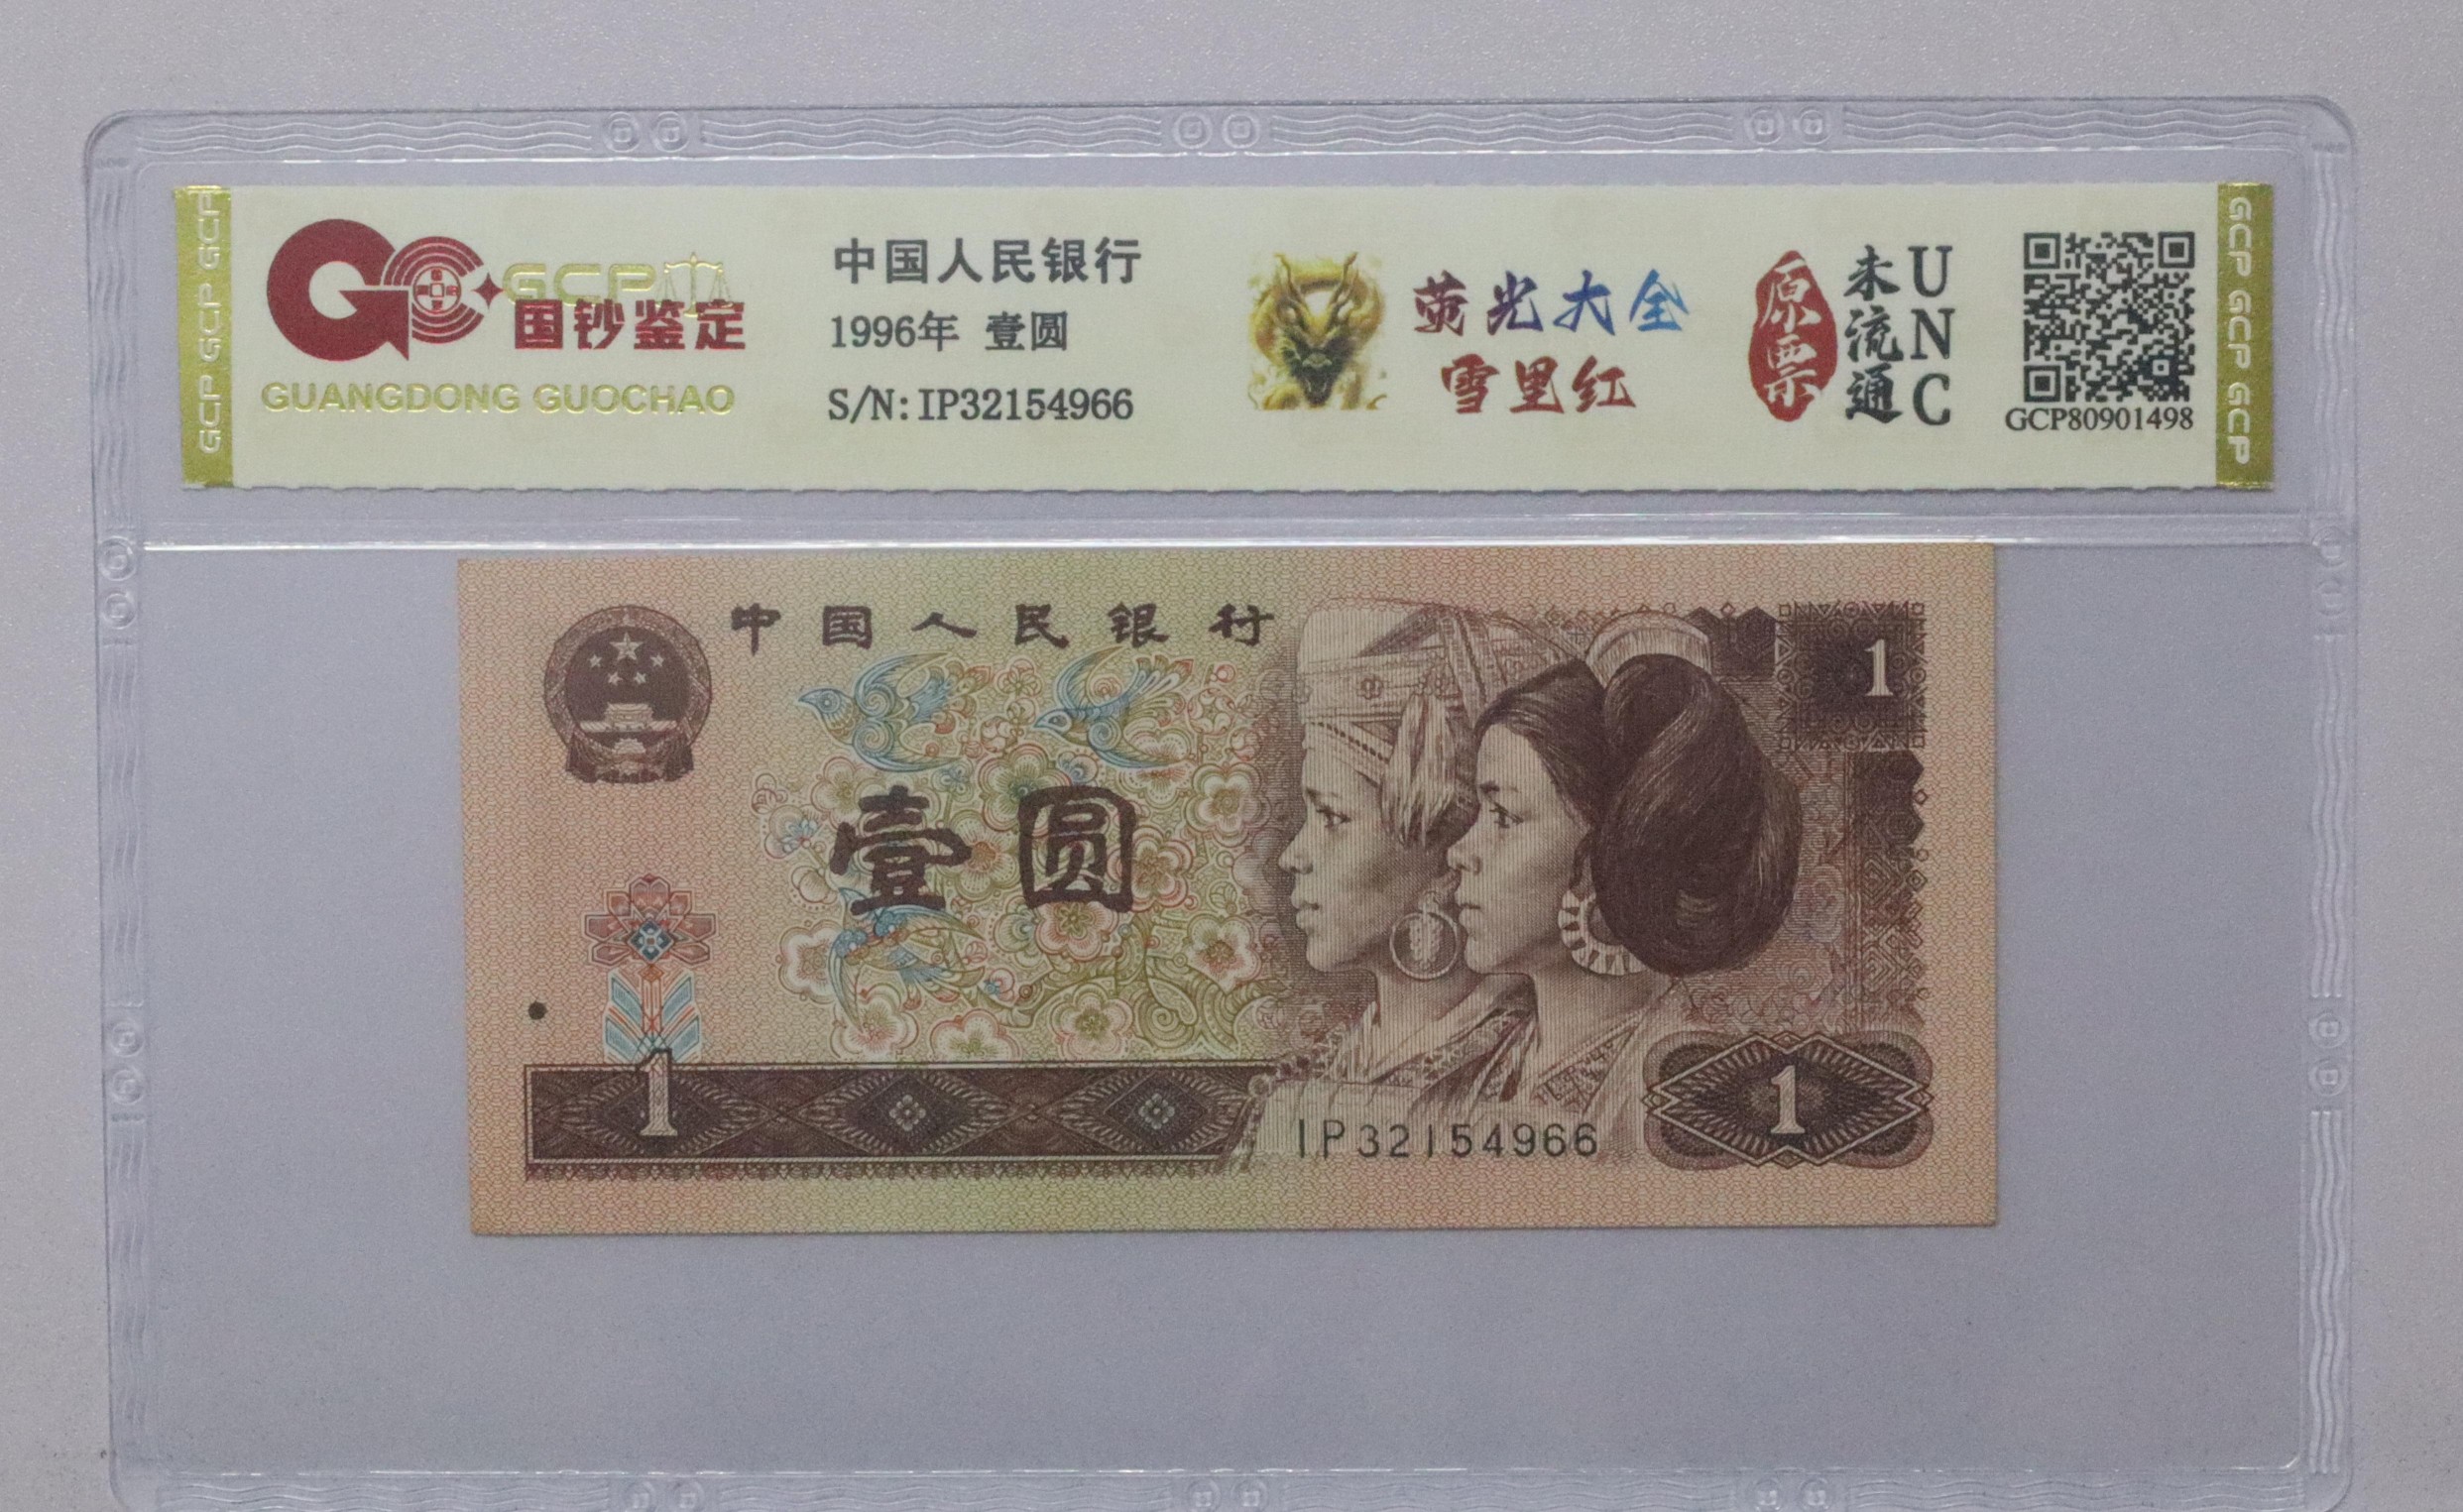 GCP GCP GCP
GCP
国钞鉴定
GUANGDONG GUOCHAO
中国人民银行
1996年 壹圆
S/N: IP32154966
荧光大全
雪里红
原票
未流通
UNC
GCP80901498
GCP GCP GCP
中国人民银行
1
壹圆
1
IP32154966
1